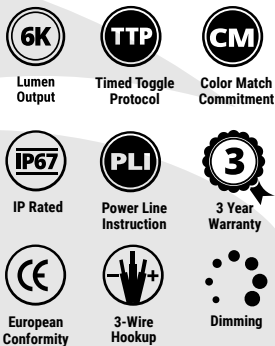 6K
TTP
CM
Lumen
Output
Timed Toggle
Protocol
Color Match
Commitment
IP67
PLI
3
IP Rated
Power Line
Instruction
3 Year
Warranty
CE
- +
European
Conformity
3-Wire
Hookup
Dimming